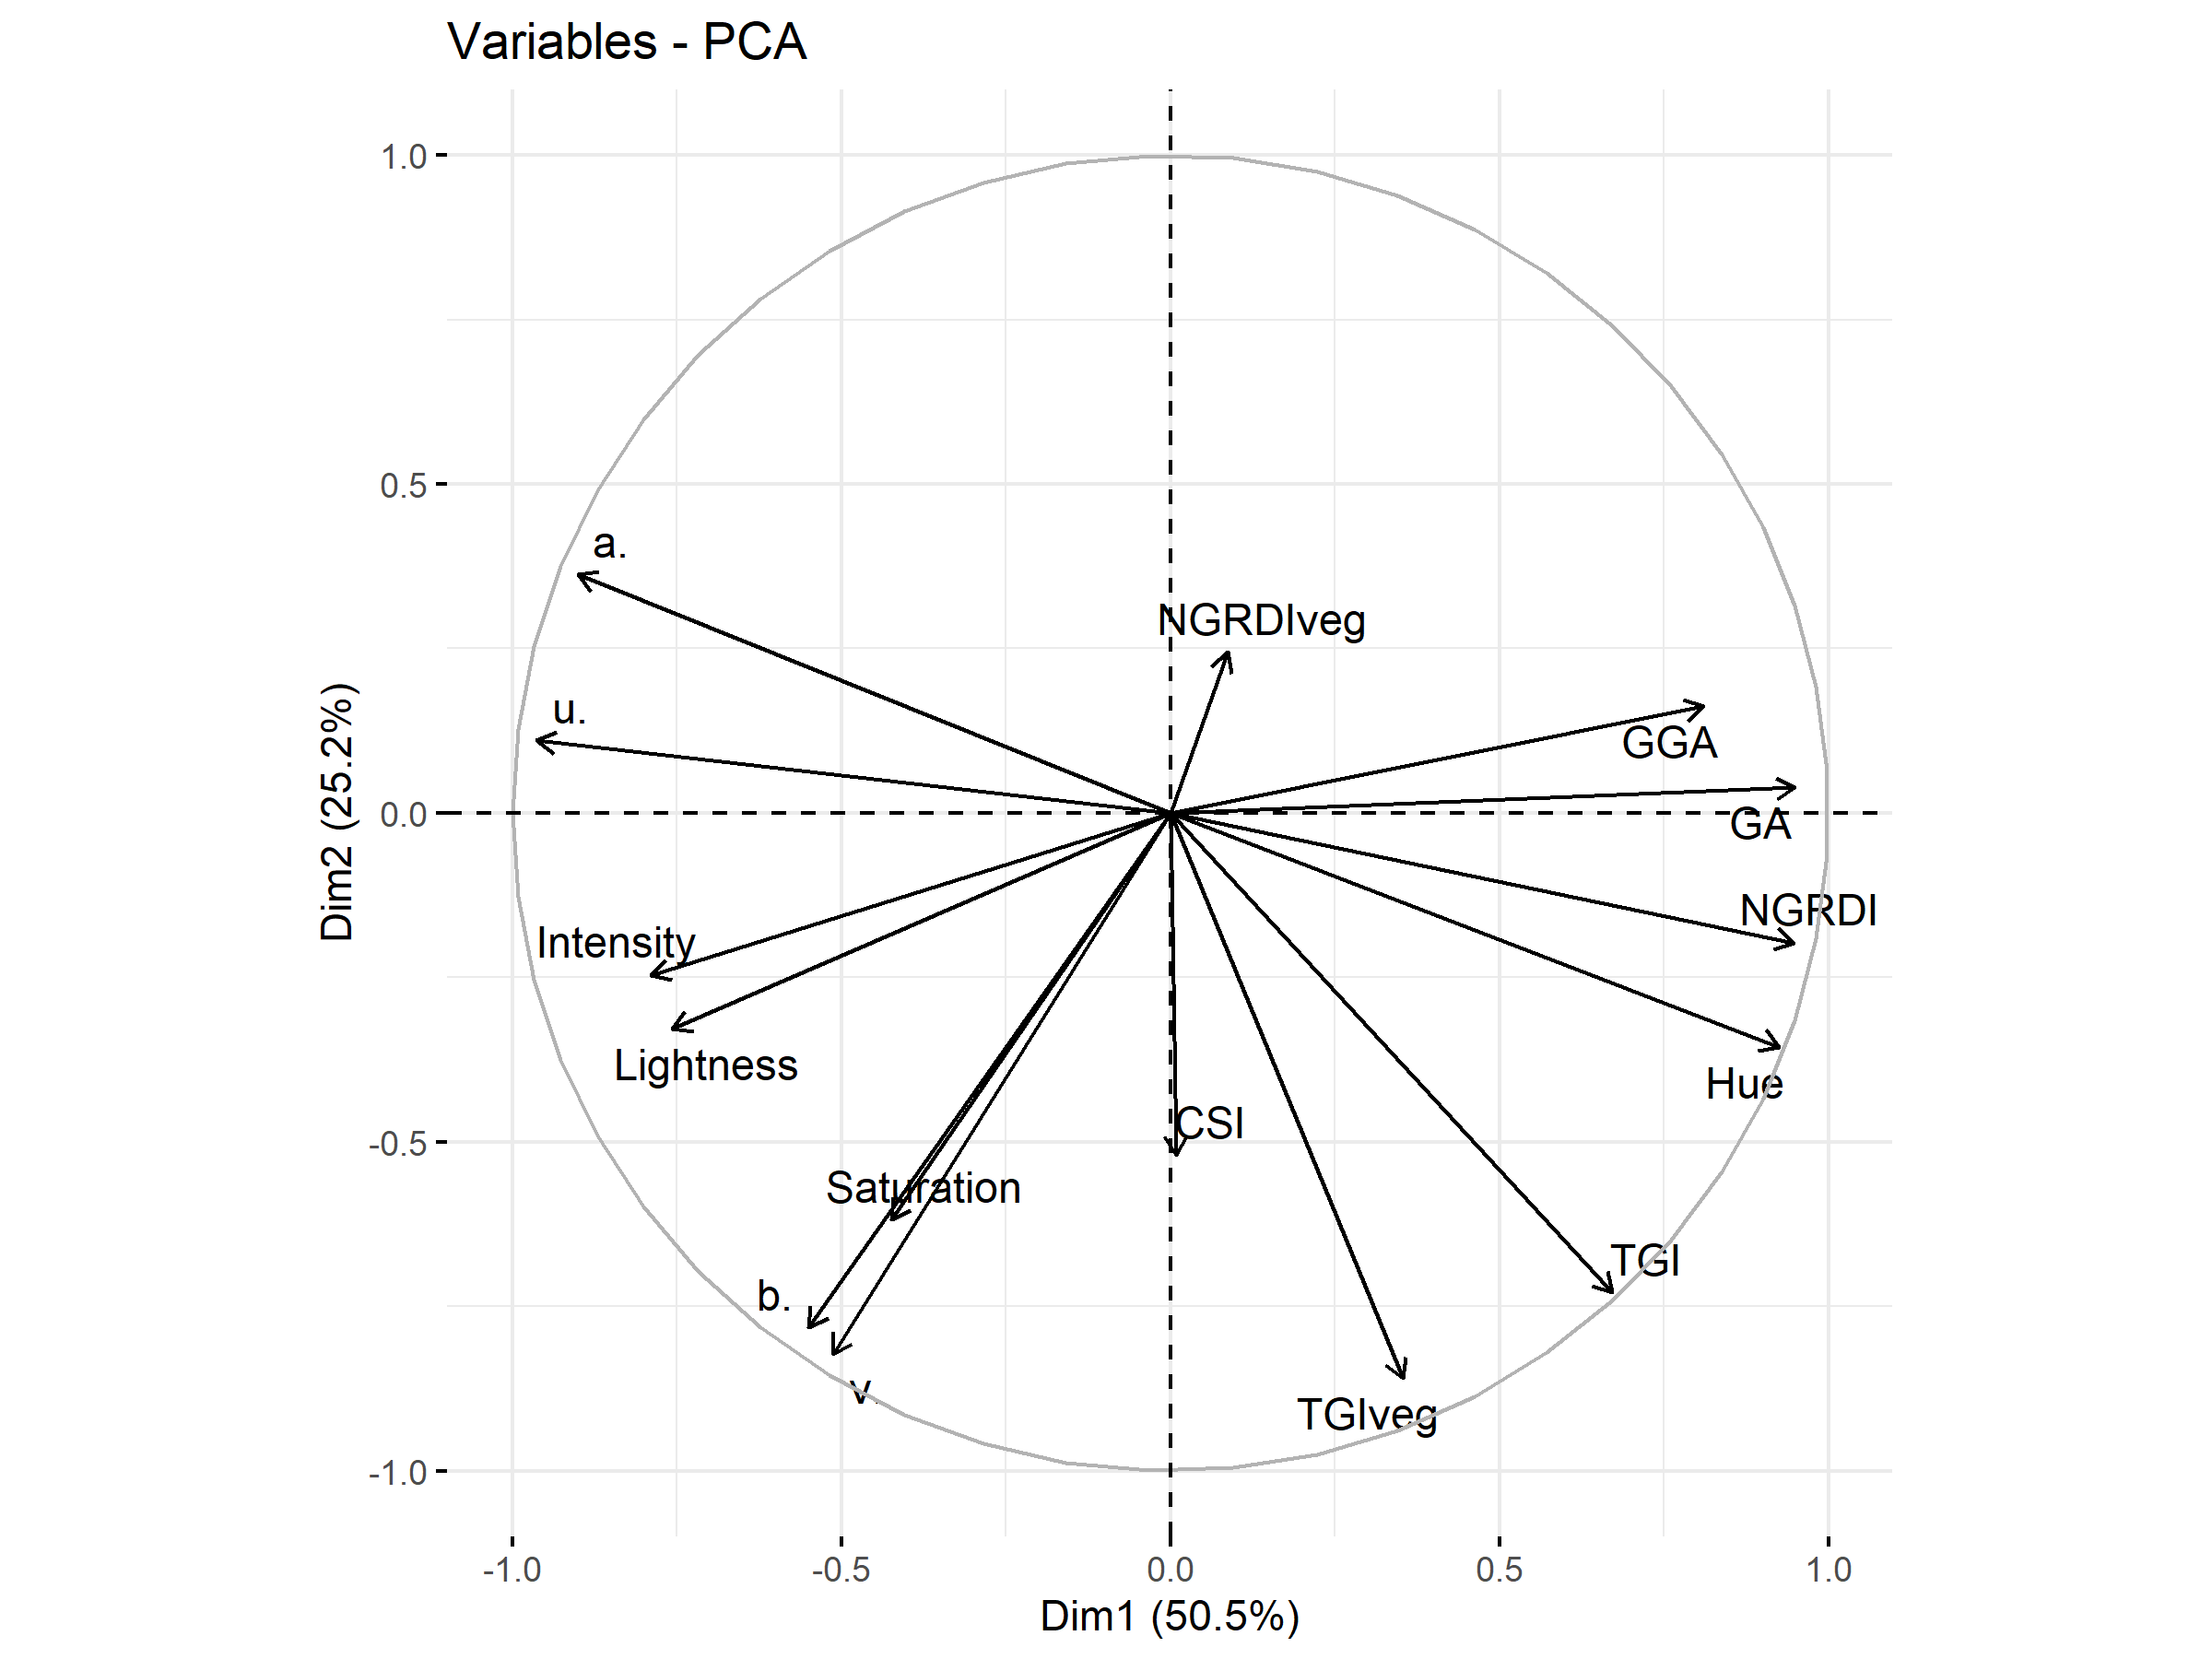 Variables - PCA
1.0
0.5
0.0
-0.5
-1.0
Dim2 (25.2%)
a.
u.
NGRDIveg
GGA
GA
NGRDI
Intensity
Lightness
Hue
CSI
Saturation
TGI
b.
v.
TGIveg
-1.0
-0.5
0.0
0.5
1.0
Dim1 (50.5%)